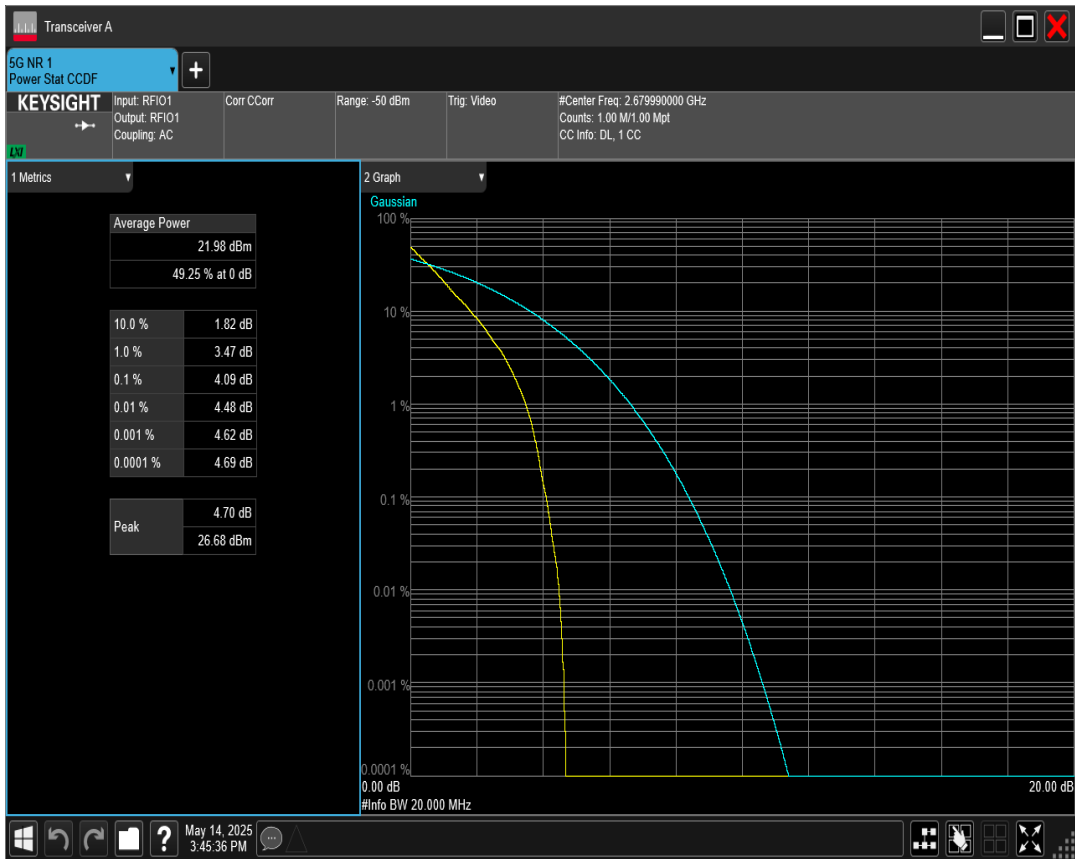 Transceiver A
5G NR 1
Power Stat CCDF
KEYSIGHT
LXI
Input: RFIO1
Output: RFIO1
Coupling: AC
Corr CCorr
Range: -50 dBm
Trig: Video
#Center Freq: 2.679990000 GHz
Counts: 1.00 M/1.00 Mpt
CC Info: DL, 1 CC
1 Metrics
Average Power
21.98 dBm
49.25 % at 0 dB
10.0 % 1.82 dB
1.0 % 3.47 dB
0.1 % 4.09 dB
0.01 % 4.48 dB
0.001 % 4.62 dB
0.0001 % 4.69 dB
Peak 4.70 dB
26.68 dBm
2 Graph
Gaussian
100 %
10 %
1 %
0.1 %
0.01 %
0.001 %
0.0001 %
0.00 dB 20.00 dB
#Info BW 20.000 MHz
May 14, 2025
3:45:36 PM